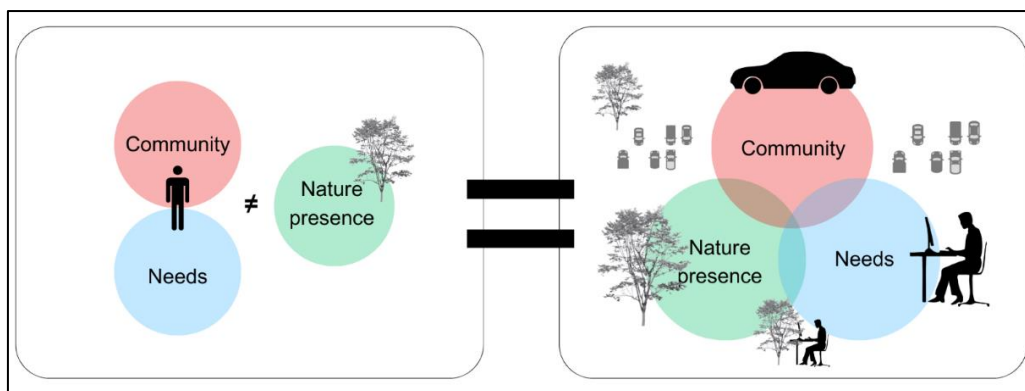 Community
≠
Nature
presence
Needs
=
Community
Nature
presence
Needs